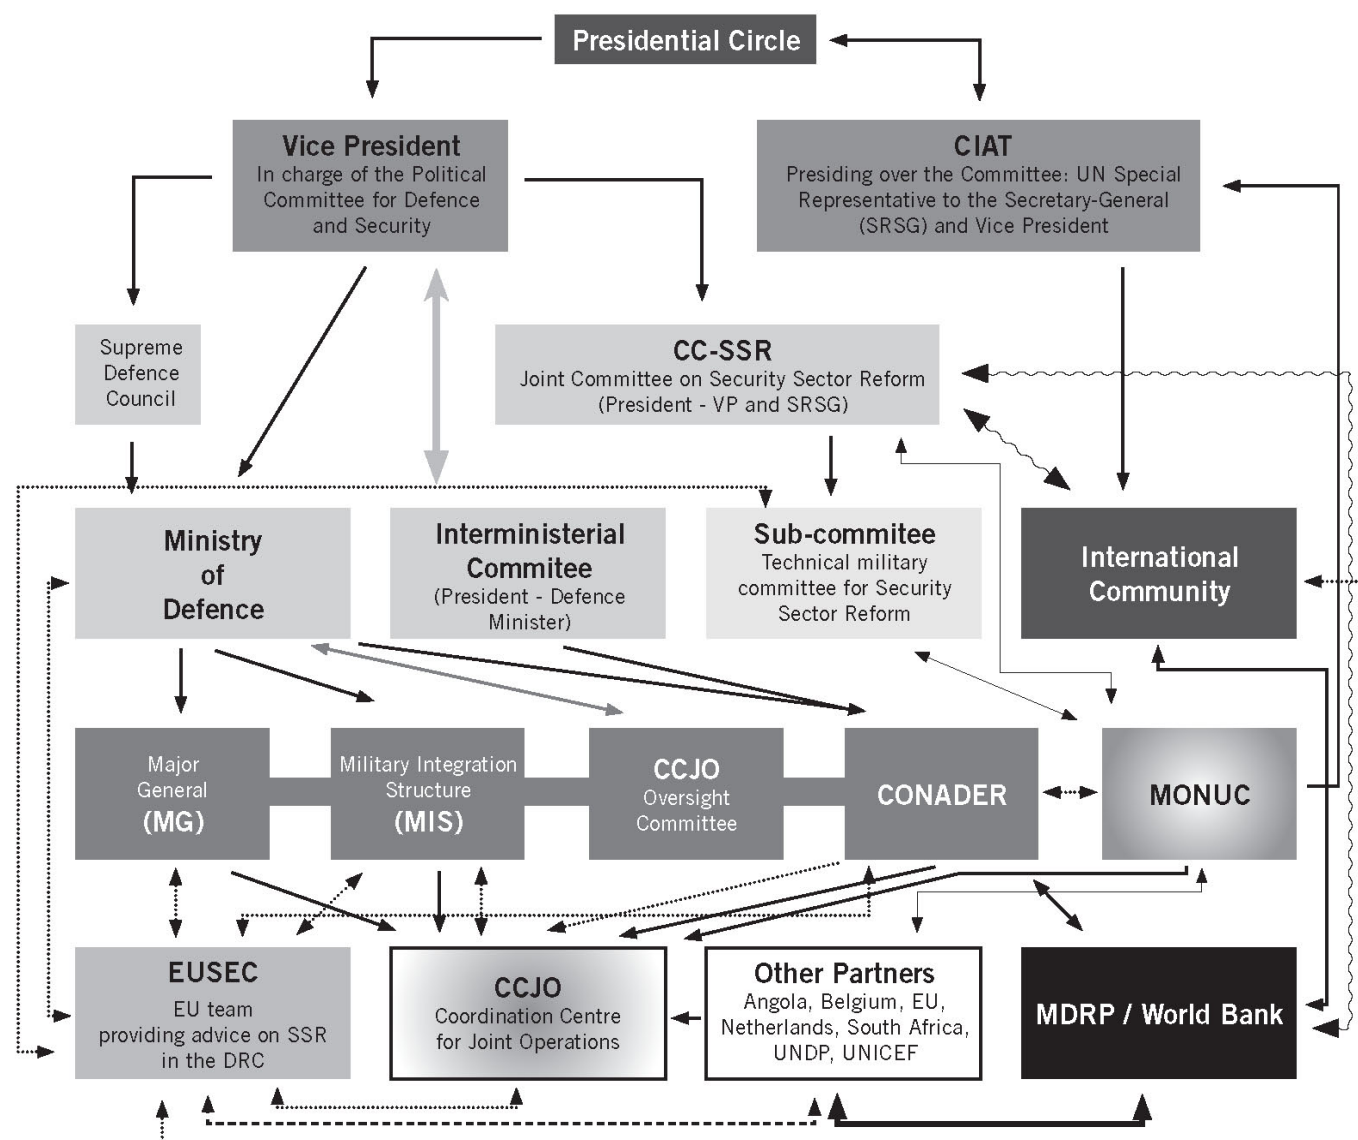 Presidential Circle
Vice President
In charge of the Political
Committee for Defence
and Security
CIAT
Presiding over the Committee: UN Special
Representative to the Secretary-General
(SRSG) and Vice President
Supreme
Defence
Council
CC-SSR
Joint Committee on Security Sector Reform
(President - VP and SRSG)
Ministry
of
Defence
Interministerial
Commitee
(President - Defence
Minister)
Sub-commitee
Technical military
committee for Security
Sector Reform
International
Community
Major
General
(MG)
Military Integration
Structure
(MIS)
CCJO
Oversight
Committee
CONADER
MONUC
EUSEC
EU team
providing advice on SSR
in the DRC
CCJO
Coordination Centre
for Joint Operations
Other Partners
Angola, Belgium, EU,
Netherlands, South Africa,
UNDP, UNICEF
MDRP / World Bank